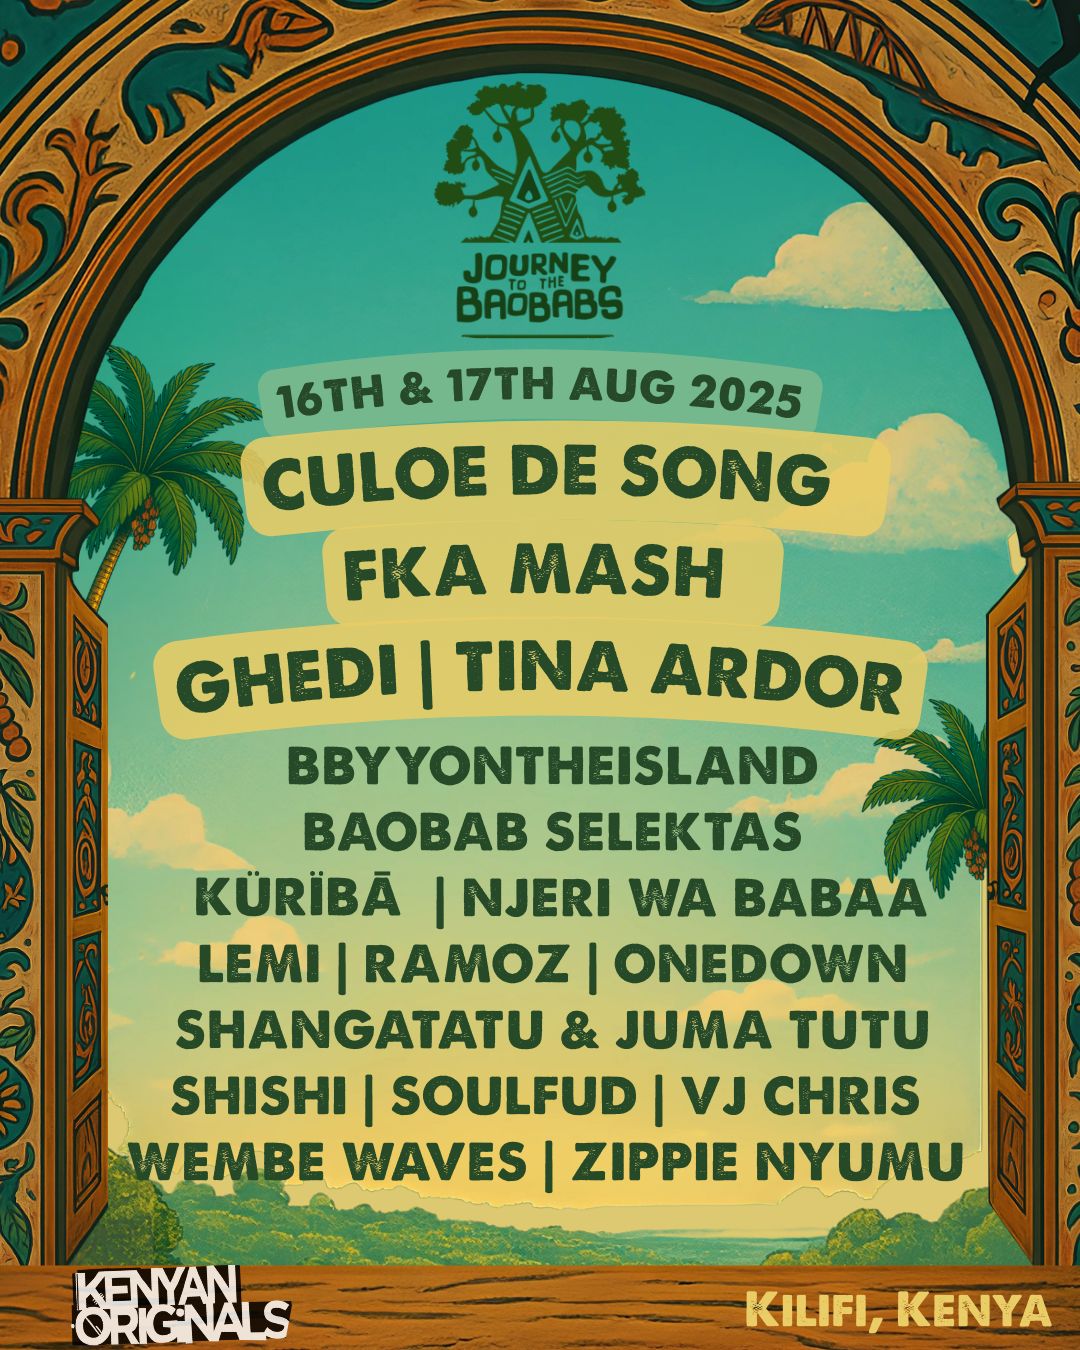 JOURNEY
TO THE
BAOBABS
16TH & 17TH AUG 2025
CULOE DE SONG
FKA MASH
GHEDI | TINA ARDOR
BBYYONTHEISLAND
BAOBAB SELEKTAS
KÜRÏBĀ | NJERI WA BABAA
LEMI | RAMOZ | ONEDOWN
SHANGATATU & JUMA TUTU
SHISHI | SOULFUD | VJ CHRIS
WEMBE WAVES | ZIPPIE NYUMU
KENYAN
ORIGINALS
KILIFI, KENYA